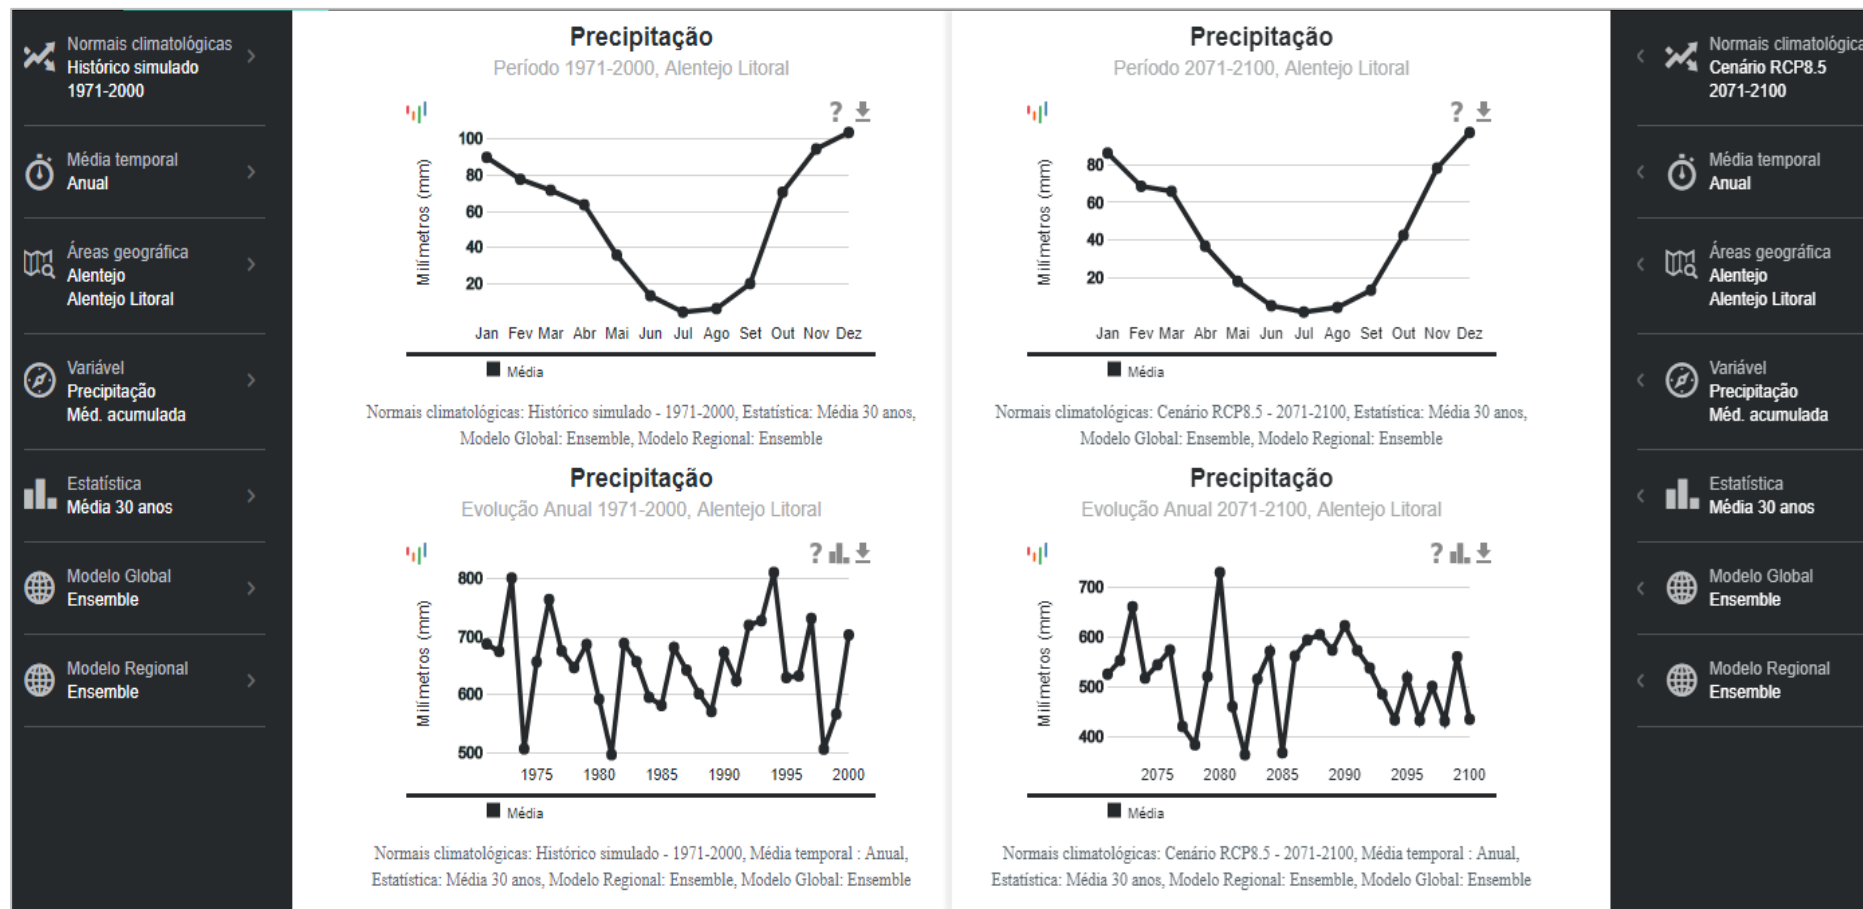 Normais climatológicas
Histórico simulado
1971-2000
Média temporal
Anual
Áreas geográfica
Alentejo
Alentejo Litoral
Variável
Precipitação
Méd. acumulada
Estatística
Média 30 anos
Modelo Global
Ensemble
Modelo Regional
Ensemble
Precipitação
Período 1971-2000, Alentejo Litoral
?
Milímetros (mm)
100
80
60
40
20
Jan Fev Mar Abr Mai Jun Jul Ago Set Out Nov Dez
Média
Normais climatológicas: Histórico simulado - 1971-2000, Estatística: Média 30 anos,
Modelo Global: Ensemble, Modelo Regional: Ensemble
Precipitação
Evolução Anual 1971-2000, Alentejo Litoral
?
Milímetros (mm)
800
700
600
500
1975 1980 1985 1990 1995 2000
Média
Normais climatológicas: Histórico simulado - 1971-2000, Média temporal : Anual,
Estatística: Média 30 anos, Modelo Regional: Ensemble, Modelo Global: Ensemble
Precipitação
Período 2071-2100, Alentejo Litoral
?
Milímetros (mm)
80
60
40
20
Jan Fev Mar Abr Mai Jun Jul Ago Set Out Nov Dez
Média
Normais climatológicas: Cenário RCP8.5 - 2071-2100, Estatística: Média 30 anos,
Modelo Global: Ensemble, Modelo Regional: Ensemble
Precipitação
Evolução Anual 2071-2100, Alentejo Litoral
?
Milímetros (mm)
700
600
500
400
2075 2080 2085 2090 2095 2100
Média
Normais climatológicas: Cenário RCP8.5 - 2071-2100, Média temporal : Anual,
Estatística: Média 30 anos, Modelo Regional: Ensemble, Modelo Global: Ensemble
Normais climatológica
Cenário RCP8.5
2071-2100
Média temporal
Anual
Áreas geográfica
Alentejo
Alentejo Litoral
Variável
Precipitação
Méd. acumulada
Estatística
Média 30 anos
Modelo Global
Ensemble
Modelo Regional
Ensemble